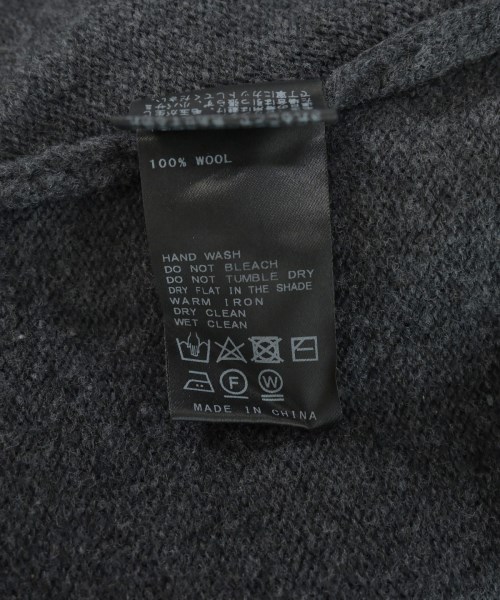 100% WOOL
HAND WASH
DO NOT BLEACH
DO NOT TUMBLE DRY
DRY FLAT IN THE SHADE
WARM IRON
DRY CLEAN
WET CLEAN
F W
MADE IN CHINA